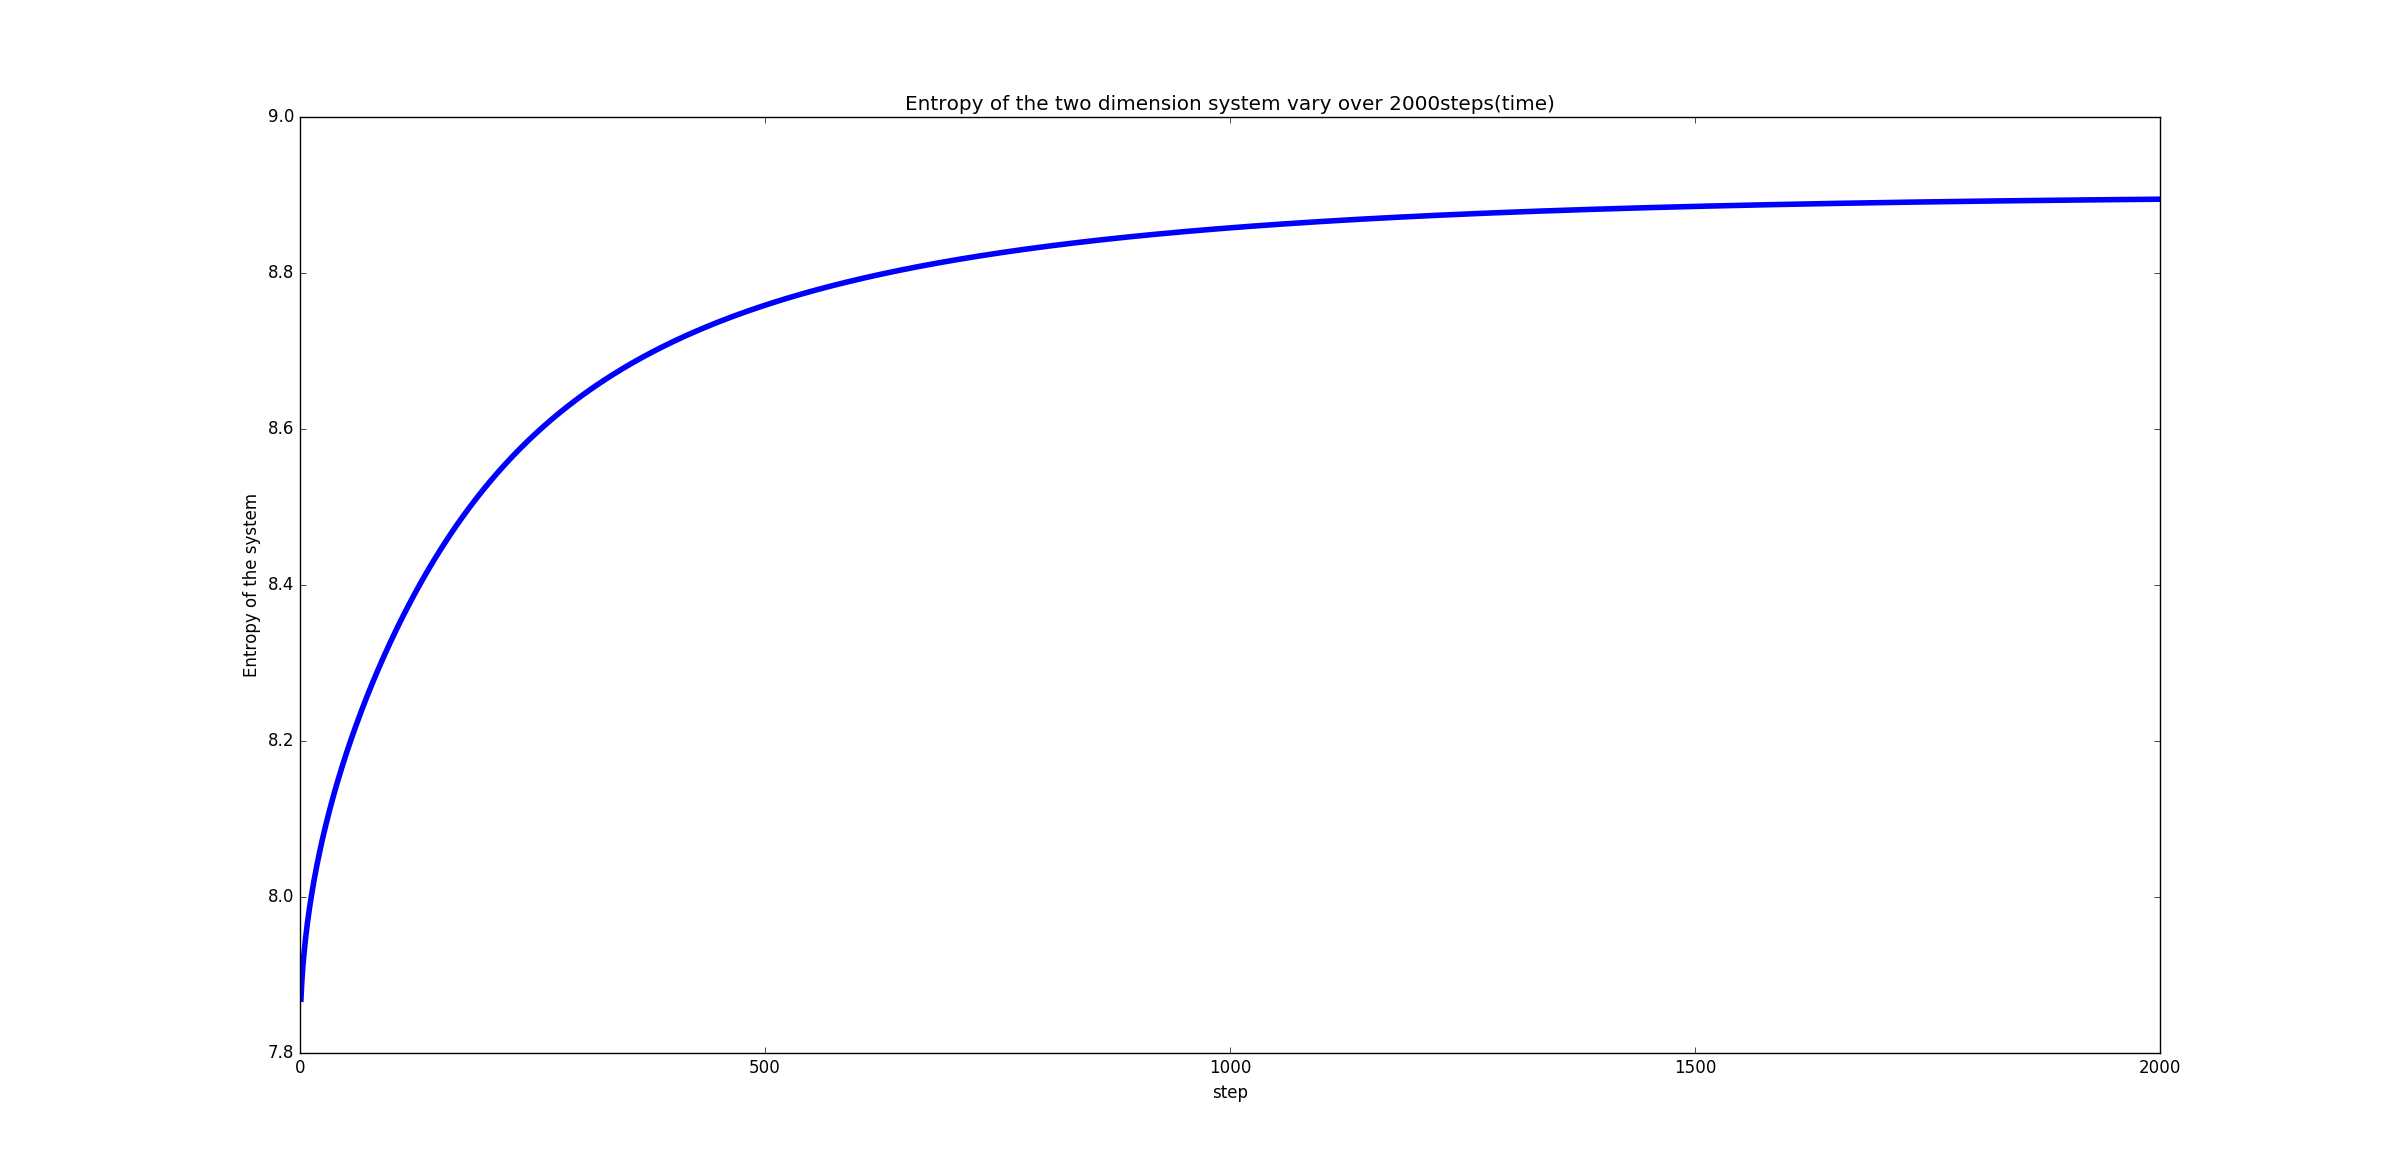 Entropy of the two dimension system vary over 2000steps(time)
9.0
8.8
8.6
8.4
8.2
8.0
7.8
Entropy of the system
0 500 1000 1500 2000
step